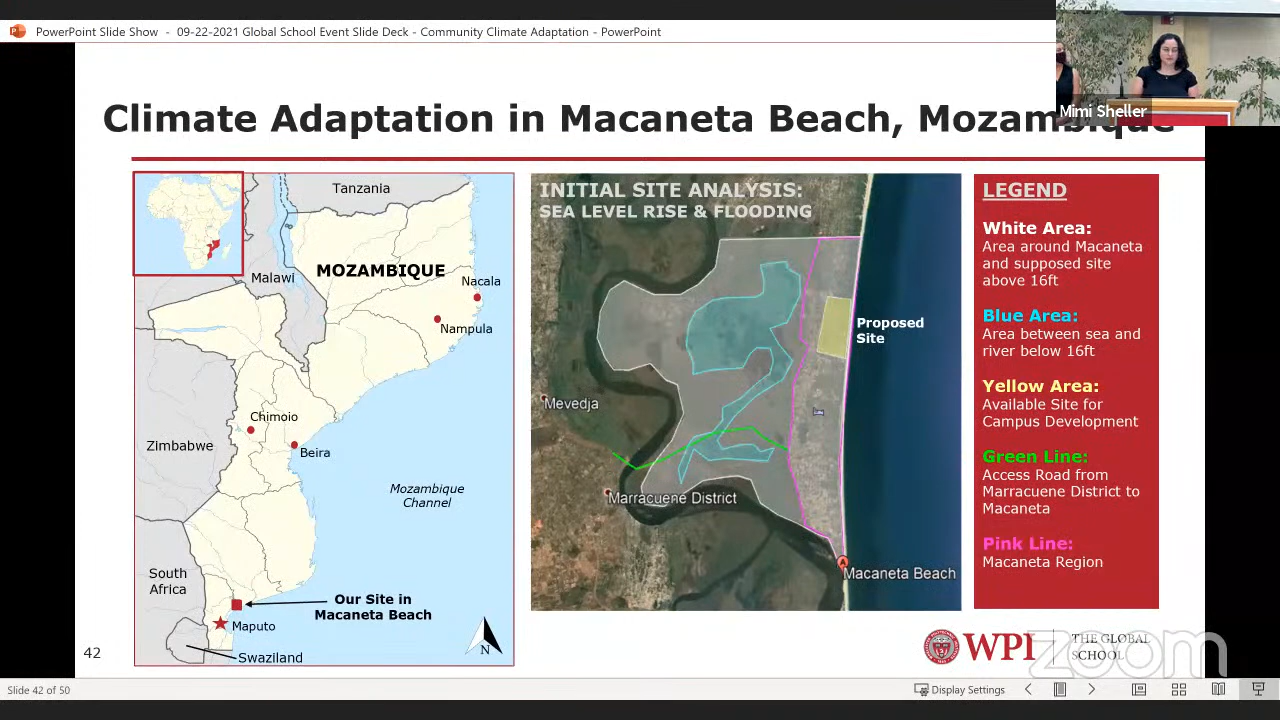 PowerPoint Slide Show - 09-22-2021 Global School Event Slide Deck - Community Climate Adaptation - PowerPoint
Mimi Sheller
Climate Adaptation in Macaneta Beach, Mozambique
Tanzania
Malawi
MOZAMBIQUE
Nacala
Nampula
Chimoio
Zimbabwe
Beira
Mozambique
Channel
South
Africa
Our Site in
Macaneta Beach
Maputo
Swaziland
N
INITIAL SITE ANALYSIS:
SEA LEVEL RISE & FLOODING
Proposed
Site
Mevedja
Marracuene District
Macaneta Beach
A
LEGEND
White Area:
Area around Macaneta
and supposed site
above 16ft
Blue Area:
Area between sea and
river below 16ft
Yellow Area:
Available Site for
Campus Development
Green Line:
Access Road from
Marracuene District to
Macaneta
Pink Line:
Macaneta Region
42
WPI
THE GLOBAL
SCHOOL
zoom
Slide 42 of 50
Display Settings